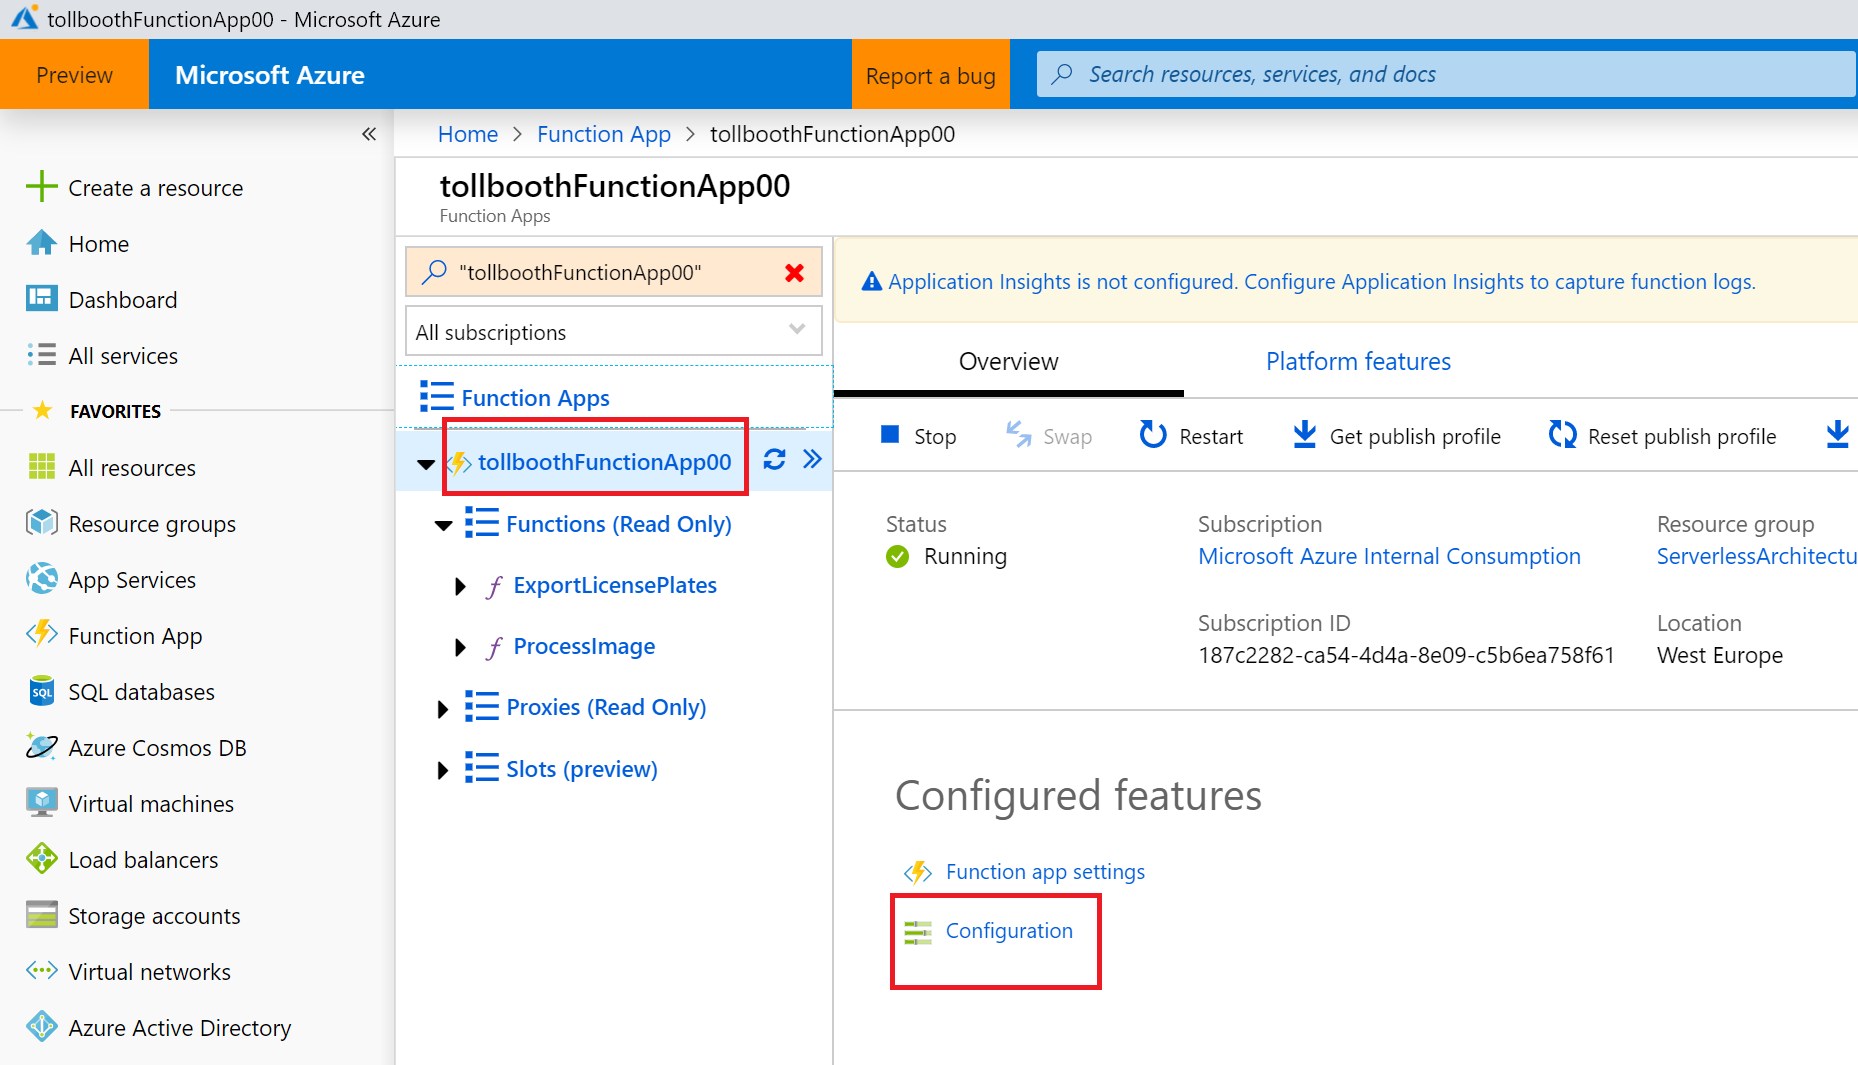 tollboothFunctionApp00 - Microsoft Azure
Preview
Microsoft Azure
Report a bug
Search resources, services, and docs
«
Create a resource
Home
Dashboard
All services
FAVORITES
All resources
Resource groups
App Services
Function App
SQL databases
Azure Cosmos DB
Virtual machines
Load balancers
Storage accounts
Virtual networks
Azure Active Directory
Home > Function App > tollboothFunctionApp00
tollboothFunctionApp00
Function Apps
"tollboothFunctionApp00"
All subscriptions
Function Apps
tollboothFunctionApp00
Functions (Read Only)
ExportLicensePlates
ProcessImage
Proxies (Read Only)
Slots (preview)
Application Insights is not configured. Configure Application Insights to capture function logs.
Overview Platform features
Stop Swap Restart Get publish profile Reset publish profile
Status
Running
Subscription
Microsoft Azure Internal Consumption
Resource group
ServerlessArchitectu
Subscription ID
187c2282-ca54-4d4a-8e09-c5b6ea758f61
Location
West Europe
Configured features
Function app settings
Configuration